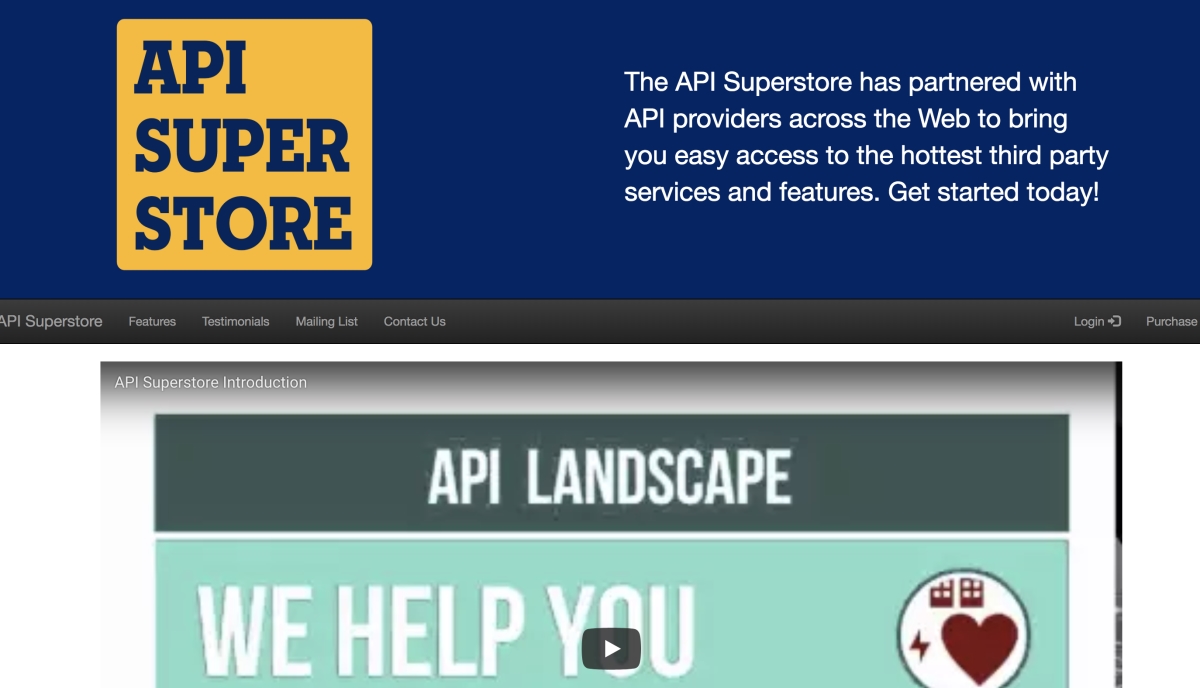 API
SUPER
STORE
The API Superstore has partnered with
API providers across the Web to bring
you easy access to the hottest third party
services and features. Get started today!
API Superstore Features Testimonials Mailing List Contact Us Login Purchase
API Superstore Introduction
API LANDSCAPE
WE HELP YOU